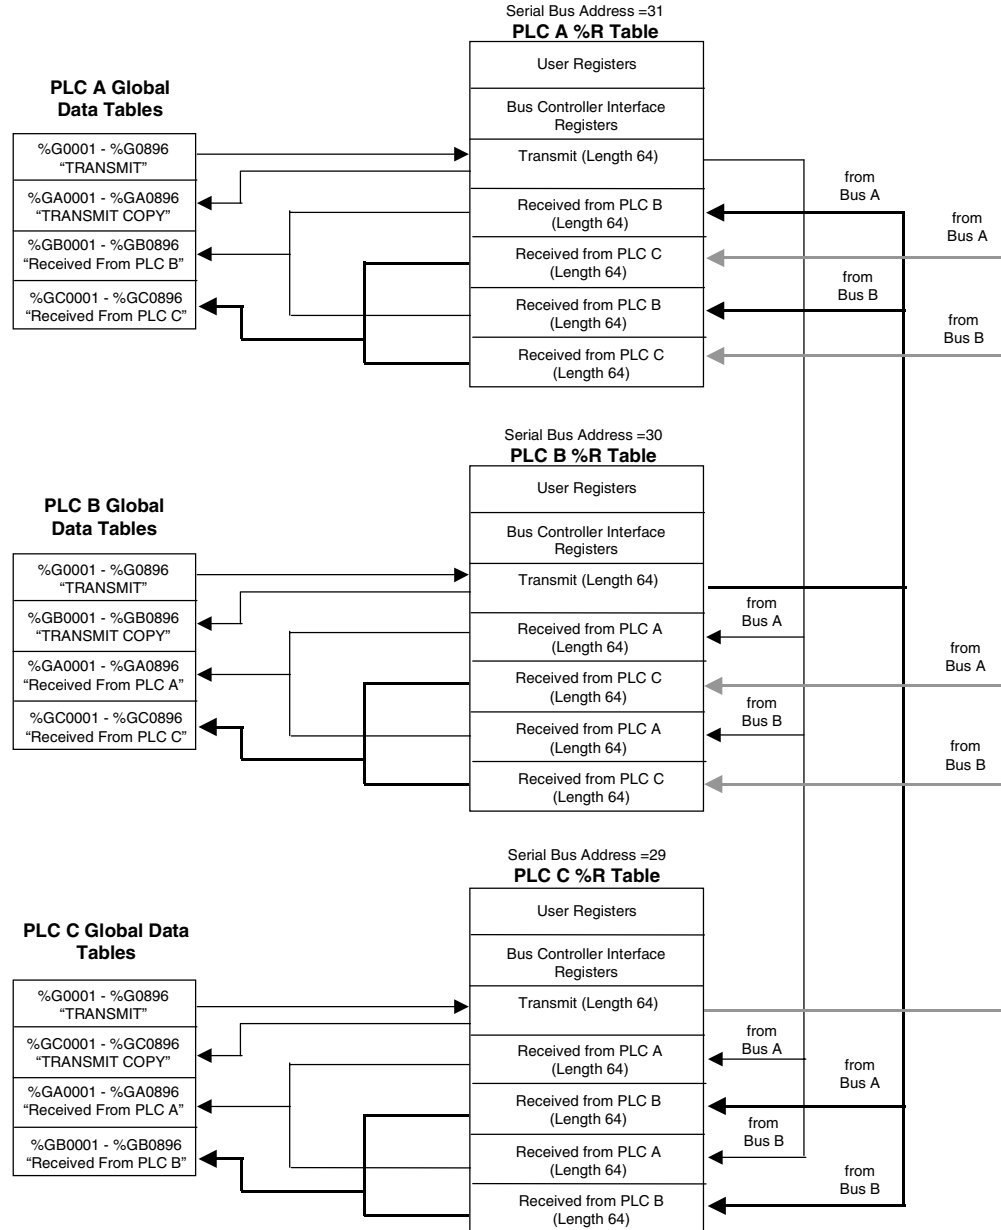 Serial Bus Address =31
PLC A %R Table
User Registers
Bus Controller Interface
Registers
Transmit (Length 64)
Received from PLC B
(Length 64)
Received from PLC C
(Length 64)
Received from PLC B
(Length 64)
Received from PLC C
(Length 64)
PLC A Global
Data Tables
%G0001 - %G0896
“TRANSMIT”
%GA0001 - %GA0896
“TRANSMIT COPY”
%GB0001 - %GB0896
“Received From PLC B”
%GC0001 - %GC0896
“Received From PLC C”
from
Bus A
from
Bus A
from
Bus B
from
Bus B
Serial Bus Address =30
PLC B %R Table
User Registers
Bus Controller Interface
Registers
Transmit (Length 64)
Received from PLC A
(Length 64)
Received from PLC C
(Length 64)
Received from PLC A
(Length 64)
Received from PLC C
(Length 64)
PLC B Global
Data Tables
%G0001 - %G0896
“TRANSMIT”
%GB0001 - %GB0896
“TRANSMIT COPY”
%GA0001 - %GA0896
“Received From PLC A”
%GC0001 - %GC0896
“Received From PLC C”
from
Bus A
from
Bus A
from
Bus B
from
Bus B
Serial Bus Address =29
PLC C %R Table
User Registers
Bus Controller Interface
Registers
Transmit (Length 64)
Received from PLC A
(Length 64)
Received from PLC B
(Length 64)
Received from PLC A
(Length 64)
Received from PLC B
(Length 64)
PLC C Global Data
Tables
%G0001 - %G0896
“TRANSMIT”
%GC0001 - %GC0896
“TRANSMIT COPY”
%GA0001 - %GA0896
“Received From PLC A”
%GB0001 - %GB0896
“Received From PLC B”
from
Bus A
from
Bus A
from
Bus B
from
Bus B